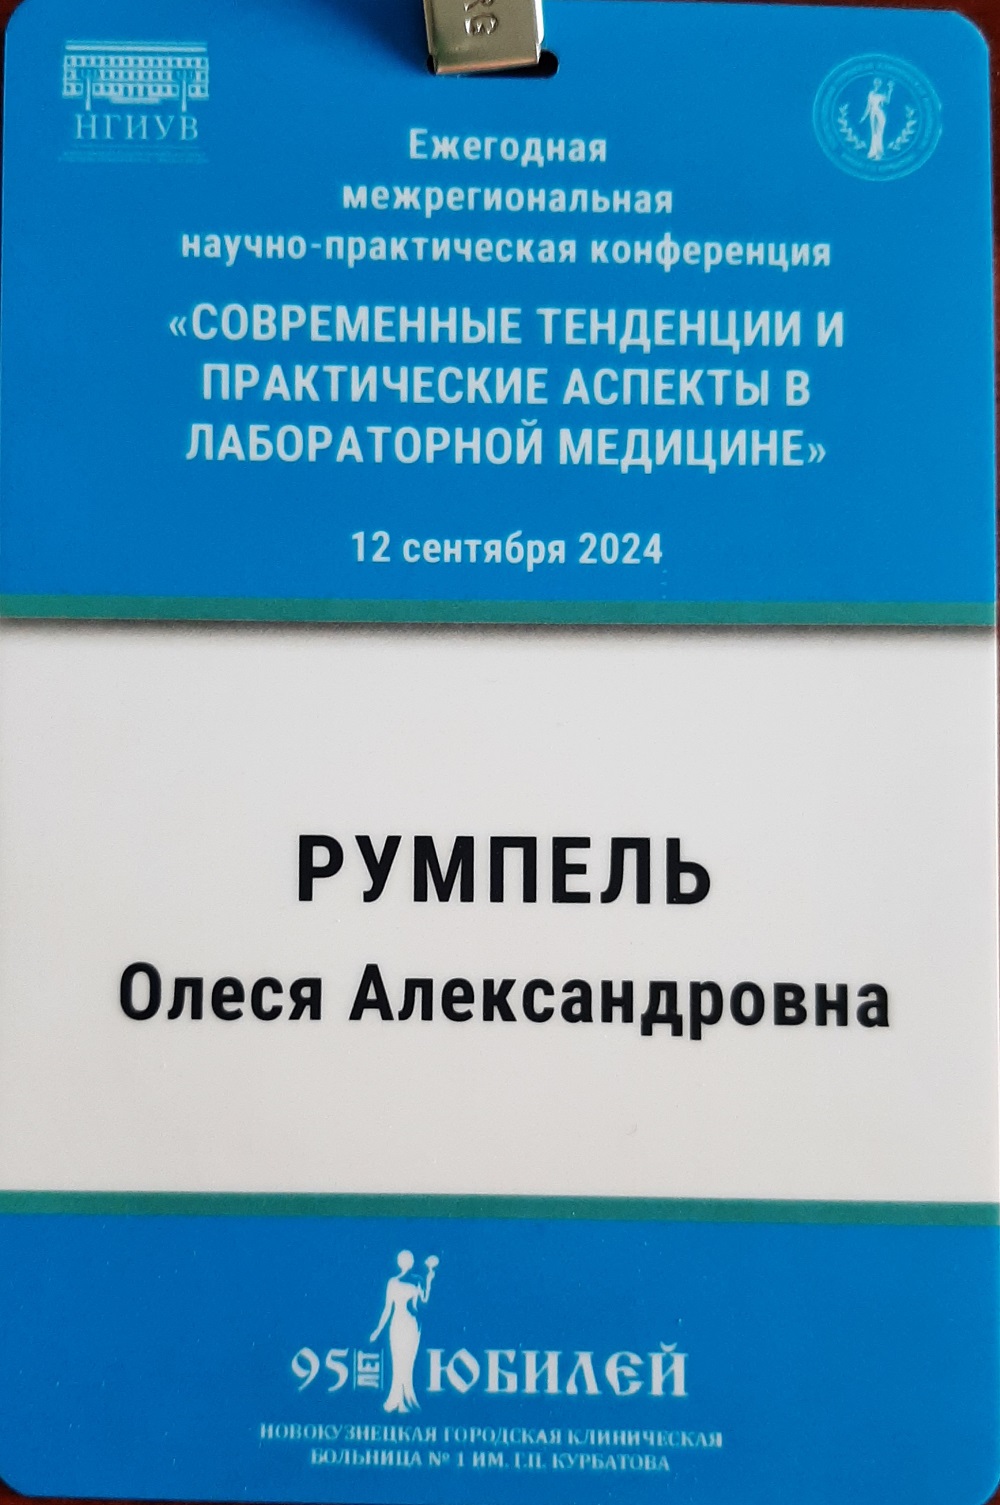 RG
НГИУВ
Ежегодная
межрегиональная
научно-практическая конференция
«СОВРЕМЕННЫЕ ТЕНДЕНЦИИ И
ПРАКТИЧЕСКИЕ АСПЕКТЫ В
ЛАБОРАТОРНОЙ МЕДИЦИНЕ»
12 сентября 2024
РУМПЕЛЬ
Олеся Александровна
95 ЛЕТ ЮБИЛЕЙ
НОВОКУЗНЕЦКАЯ ГОРОДСКАЯ КЛИНИЧЕСКАЯ
БОЛЬНИЦА № 1 ИМ. Г.П. КУРБАТОВА